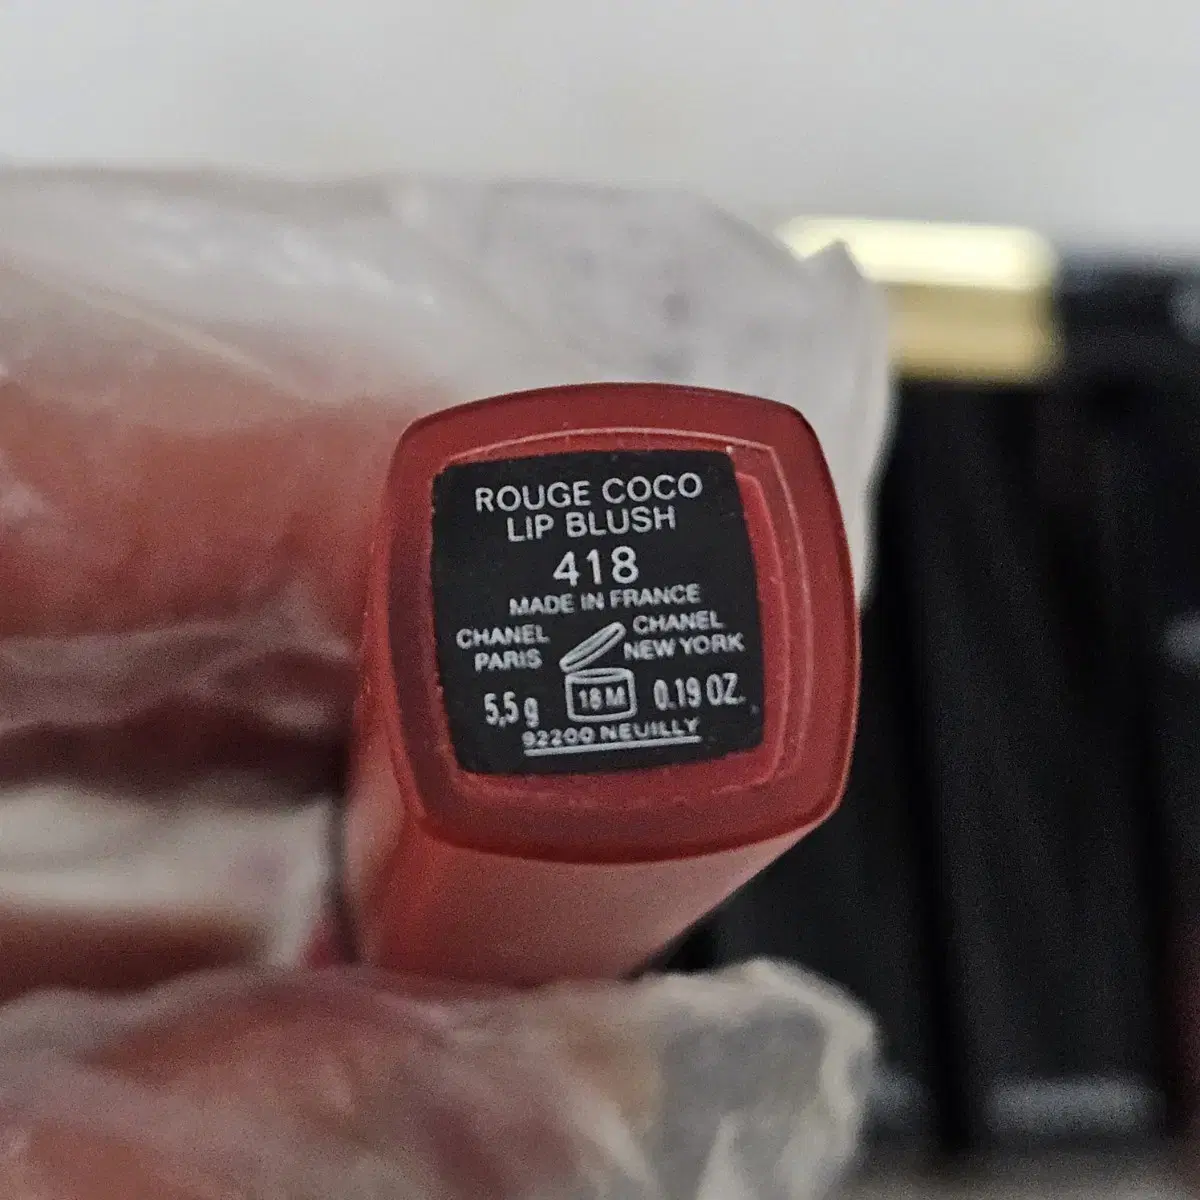 ROUGE COCO
LIP BLUSH
418
MADE IN FRANCE
CHANEL
PARIS
CHANEL
NEW YORK
5,5 g
18 M
0.19 OZ.
92200 NEUILLY